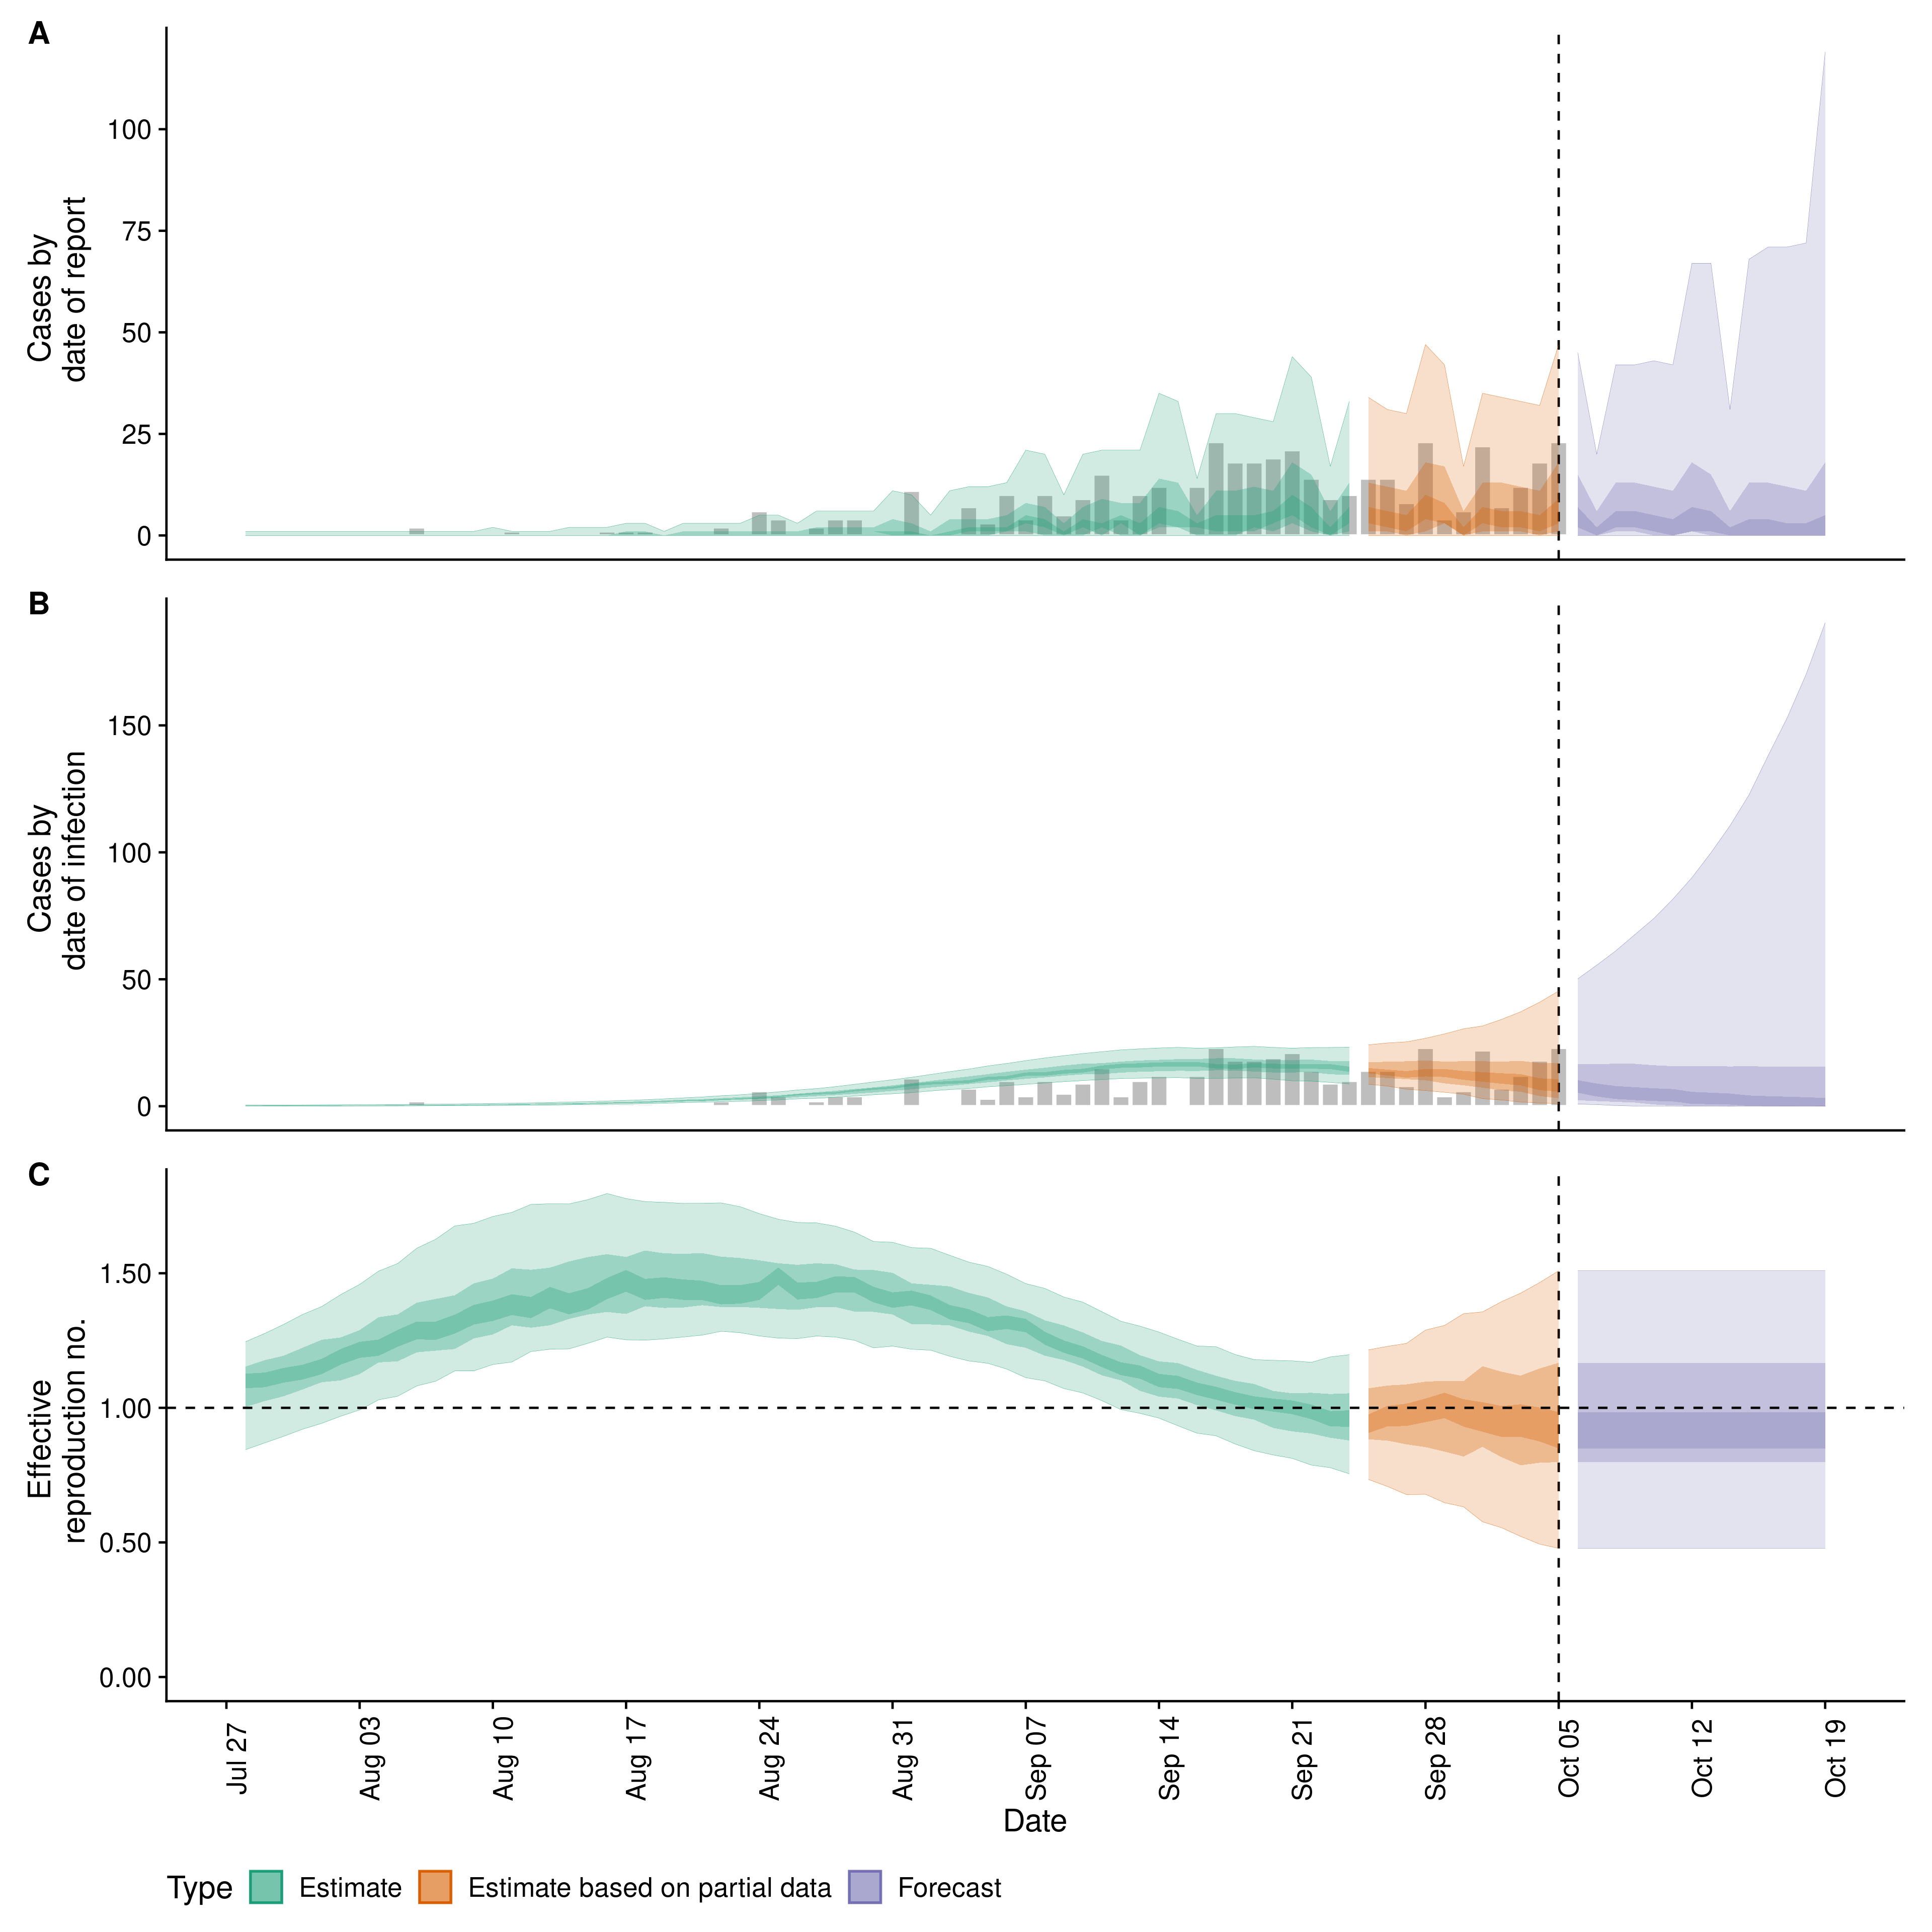 A
Cases by
date of report
100
75
50
25
0
B
Cases by
date of infection
150
100
50
0
C
Effective
reproduction no.
1.50
1.00
0.50
0.00
Jul 27
Aug 03
Aug 10
Aug 17
Aug 24
Aug 31
Sep 07
Sep 14
Sep 21
Sep 28
Oct 05
Oct 12
Oct 19
Date
Type Estimate Estimate based on partial data Forecast